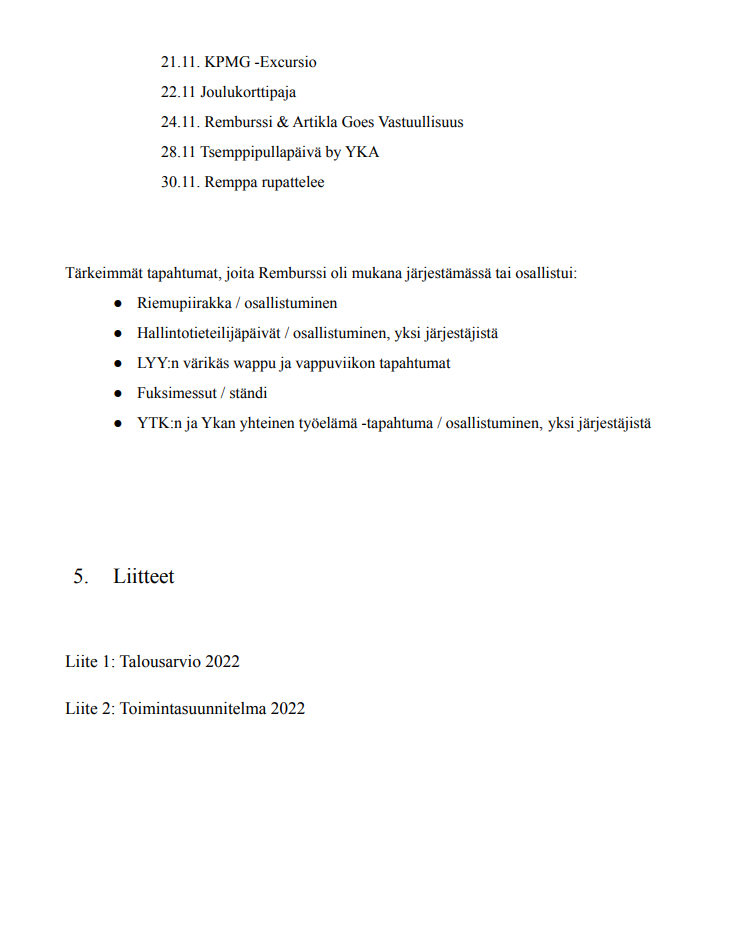 21.11. KPMG -Excursio
22.11 Joulukorttipaja
24.11. Remburssi & Artikla Goes Vastuullisuus
28.11 Tsemppipullapäivä by YKA
30.11. Remppa rupattelee
Tärkeimmät tapahtumat, joita Remburssi oli mukana järjestämässä tai osallistui:
● Riemupiirakka / osallistuminen
● Hallintotieteilijäpäivät / osallistuminen, yksi järjestäjistä
● LYY:n värikäs wappu ja vappuviikon tapahtumat
● Fuksimessut / ständi
● YTK:n ja Ykan yhteinen työelämä -tapahtuma / osallistuminen, yksi järjestäjistä
5. Liitteet
Liite 1: Talousarvio 2022
Liite 2: Toimintasuunnitelma 2022